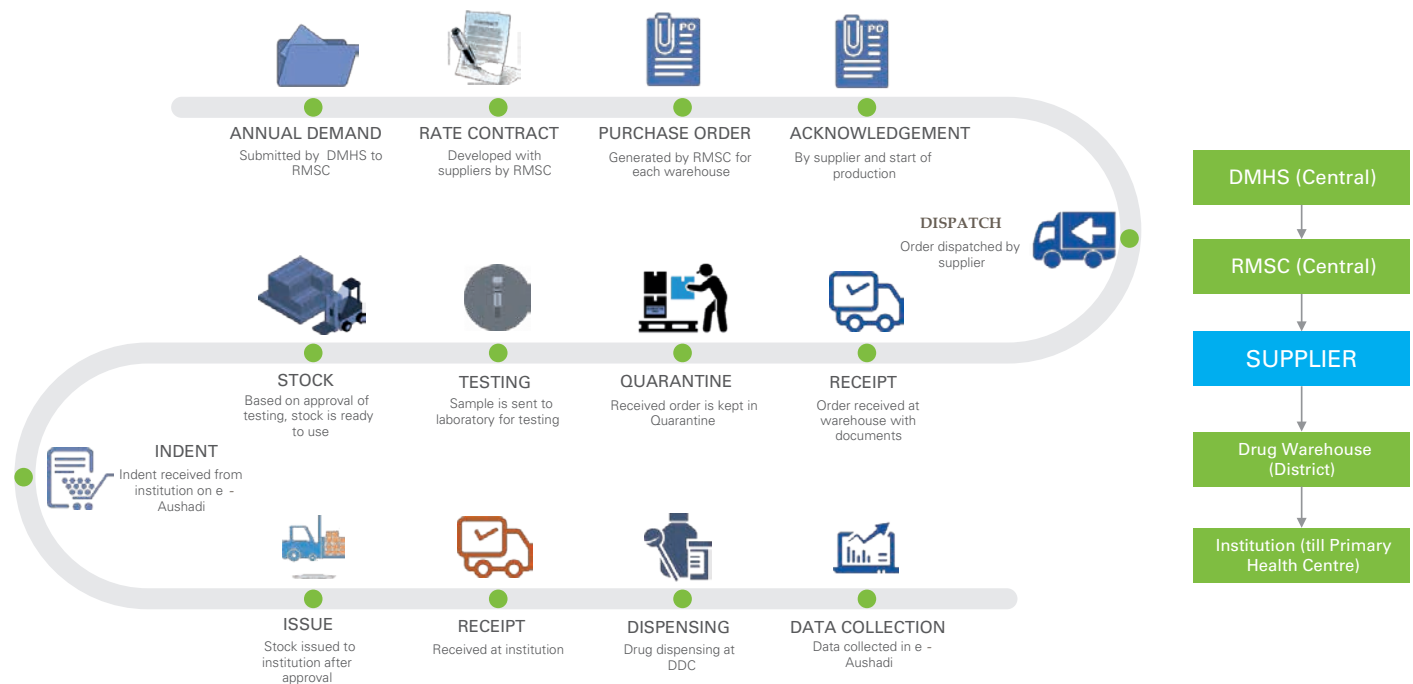 ANNUAL DEMAND
Submitted by DMHS to
RMSC
RATE CONTRACT
Developed with
suppliers by RMSC
PURCHASE ORDER
Generated by RMSC for
each warehouse
ACKNOWLEDGEMENT
By supplier and start of
production
DISPATCH
Order dispatched by
supplier
RECEIPT
Order received at
warehouse with
documents
QUARANTINE
Received order is kept in
Quarantine
TESTING
Sample is sent to
laboratory for testing
STOCK
Based on approval of
testing, stock is ready
to use
INDENT
Indent received from
institution on e -
Aushadi
ISSUE
Stock issued to
institution after
approval
RECEIPT
Received at institution
DISPENSING
Drug dispensing at
DDC
DATA COLLECTION
Data collected in e -
Aushadi
DMHS (Central)
RMSC (Central)
SUPPLIER
Drug Warehouse
(District)
Institution (till Primary
Health Centre)
CONTRACT
PO
PO